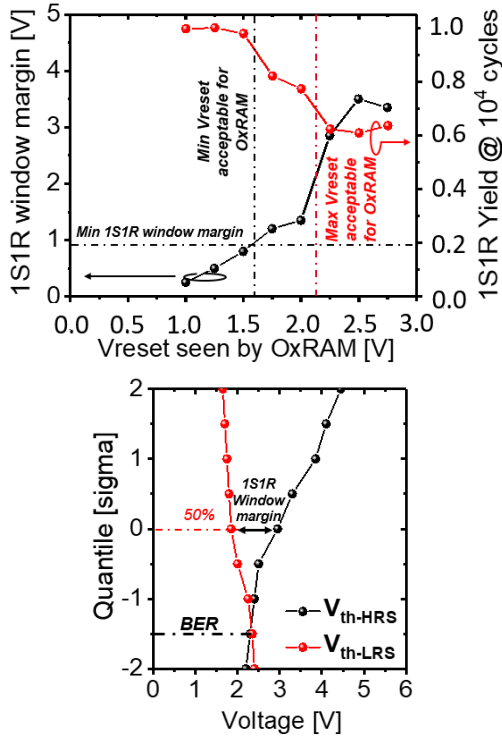 1S1R window margin [V]
5
4
3
2
1
0
Min Vreset
acceptable for
OxRAM
Max Vreset
acceptable
for OxRAM
Min 1S1R window margin
1.0
0.8
0.6
0.4
0.2
0.0
1S1R Yield @ 10⁴ cycles
0.0 0.5 1.0 1.5 2.0 2.5 3.0
Vreset seen by OxRAM [V]
Quantile [sigma]
2
1
0
-1
-2
1S1R
Window
margin
50%
BER
Vth-HRS
Vth-LRS
0 1 2 3 4 5 6
Voltage [V]